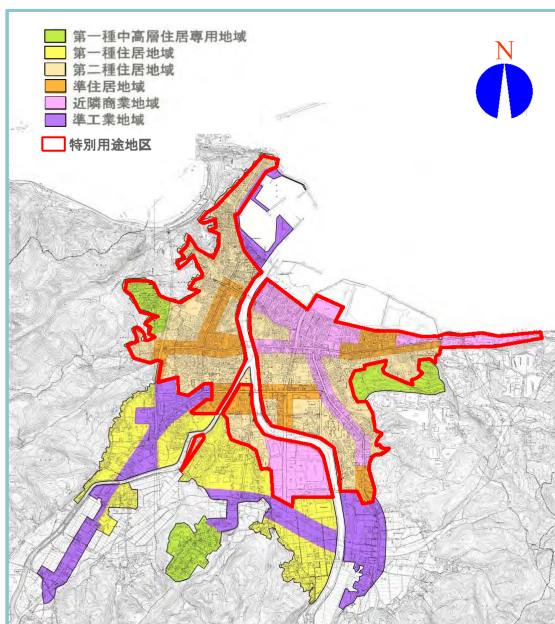 第一種中高層住居専用地域
第一種住居地域
第二種住居地域
準住居地域
近隣商業地域
準工業地域
特別用途地区
N